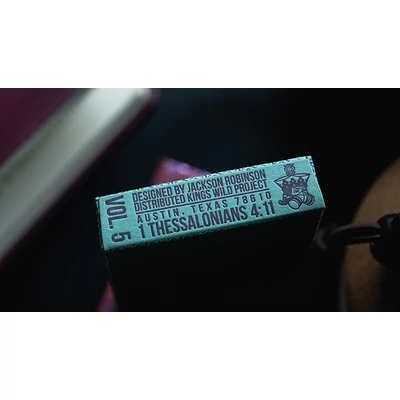 VOL. 5
DESIGNED BY JACKSON ROBINSON
DISTRIBUTED KINGS WILD PROJECT
AUSTIN, TEXAS 78610
1 THESSALONIANS 4:11